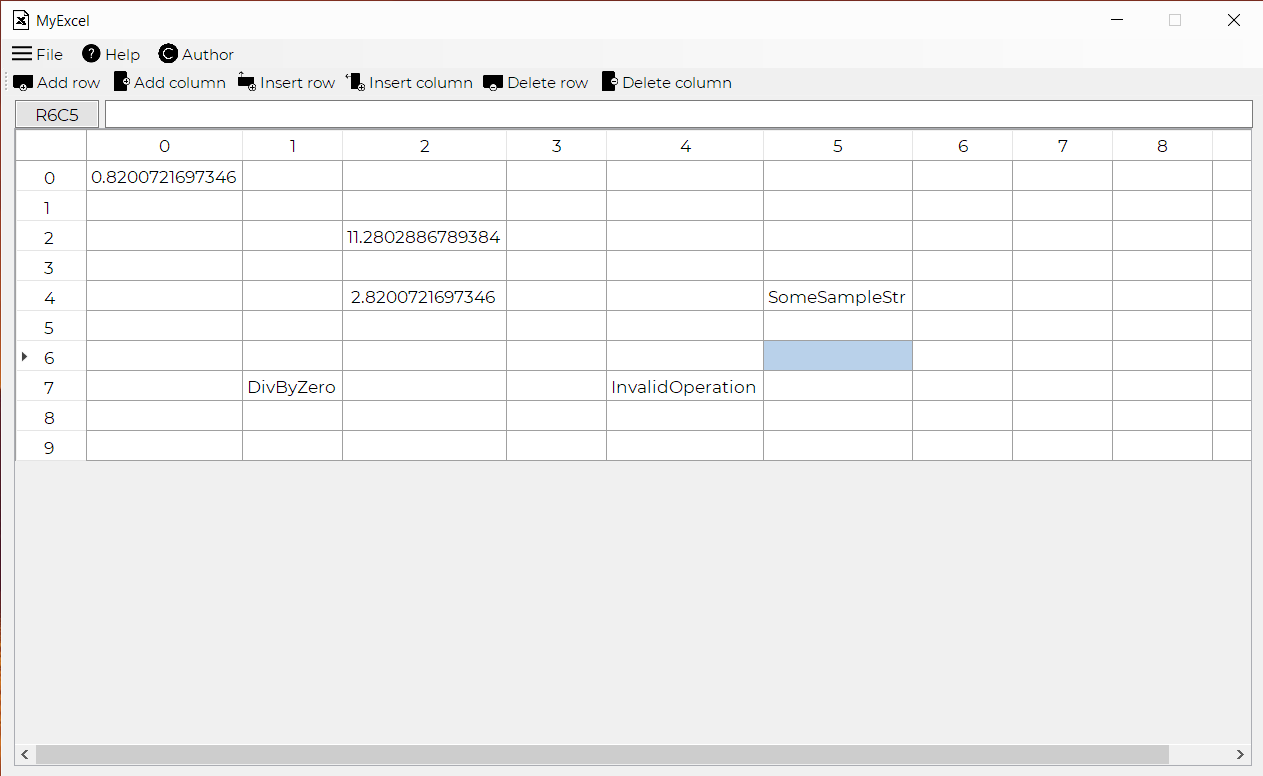 MyExcel
File Help Author
Add row Add column Insert row Insert column Delete row Delete column
R6C5
0 1 2 3 4 5 6 7 8
0 0.8200721697346
1
2 11.2802886789384
3
4 2.8200721697346 SomeSampleStr
5
6
7 DivByZero InvalidOperation
8
9